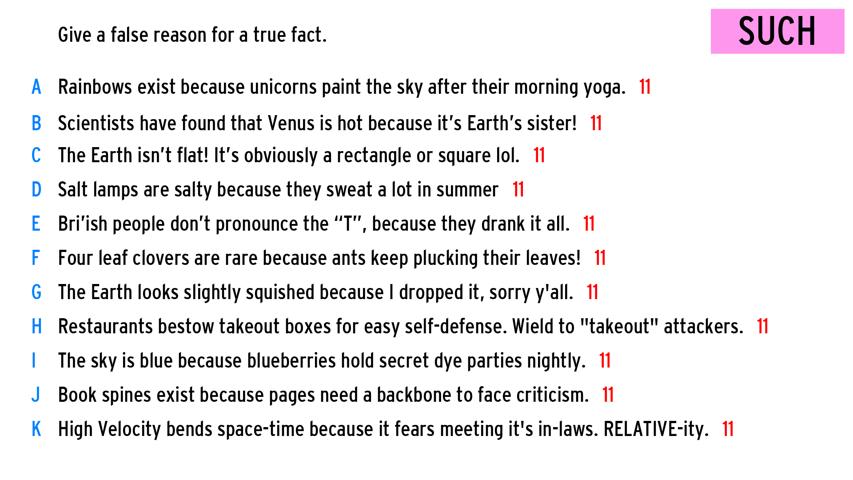 Give a false reason for a true fact.
SUCH
A Rainbows exist because unicorns paint the sky after their morning yoga. 11
B Scientists have found that Venus is hot because it’s Earth’s sister! 11
C The Earth isn’t flat! It’s obviously a rectangle or square lol. 11
D Salt lamps are salty because they sweat a lot in summer 11
E Bri’ish people don’t pronounce the “T”, because they drank it all. 11
F Four leaf clovers are rare because ants keep plucking their leaves! 11
G The Earth looks slightly squished because I dropped it, sorry y'all. 11
H Restaurants bestow takeout boxes for easy self-defense. Wield to "takeout" attackers. 11
I The sky is blue because blueberries hold secret dye parties nightly. 11
J Book spines exist because pages need a backbone to face criticism. 11
K High Velocity bends space-time because it fears meeting it's in-laws. RELATIVE-ity. 11